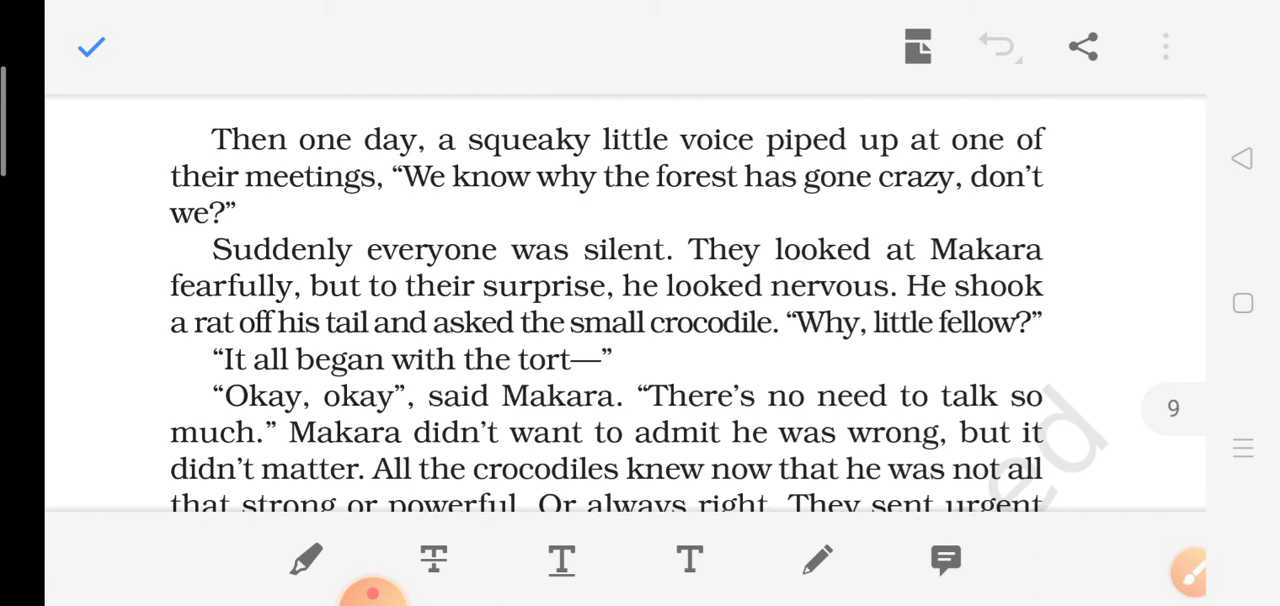 Then one day, a squeaky little voice piped up at one of
their meetings, “We know why the forest has gone crazy, don’t
we?”
Suddenly everyone was silent. They looked at Makara
fearfully, but to their surprise, he looked nervous. He shook
a rat off his tail and asked the small crocodile. “Why, little fellow?”
“It all began with the tort—”
“Okay, okay”, said Makara. “There’s no need to talk so
much.” Makara didn’t want to admit he was wrong, but it
didn’t matter. All the crocodiles knew now that he was not all
that strong or powerful. Or always right. They sent urgent
9
ed